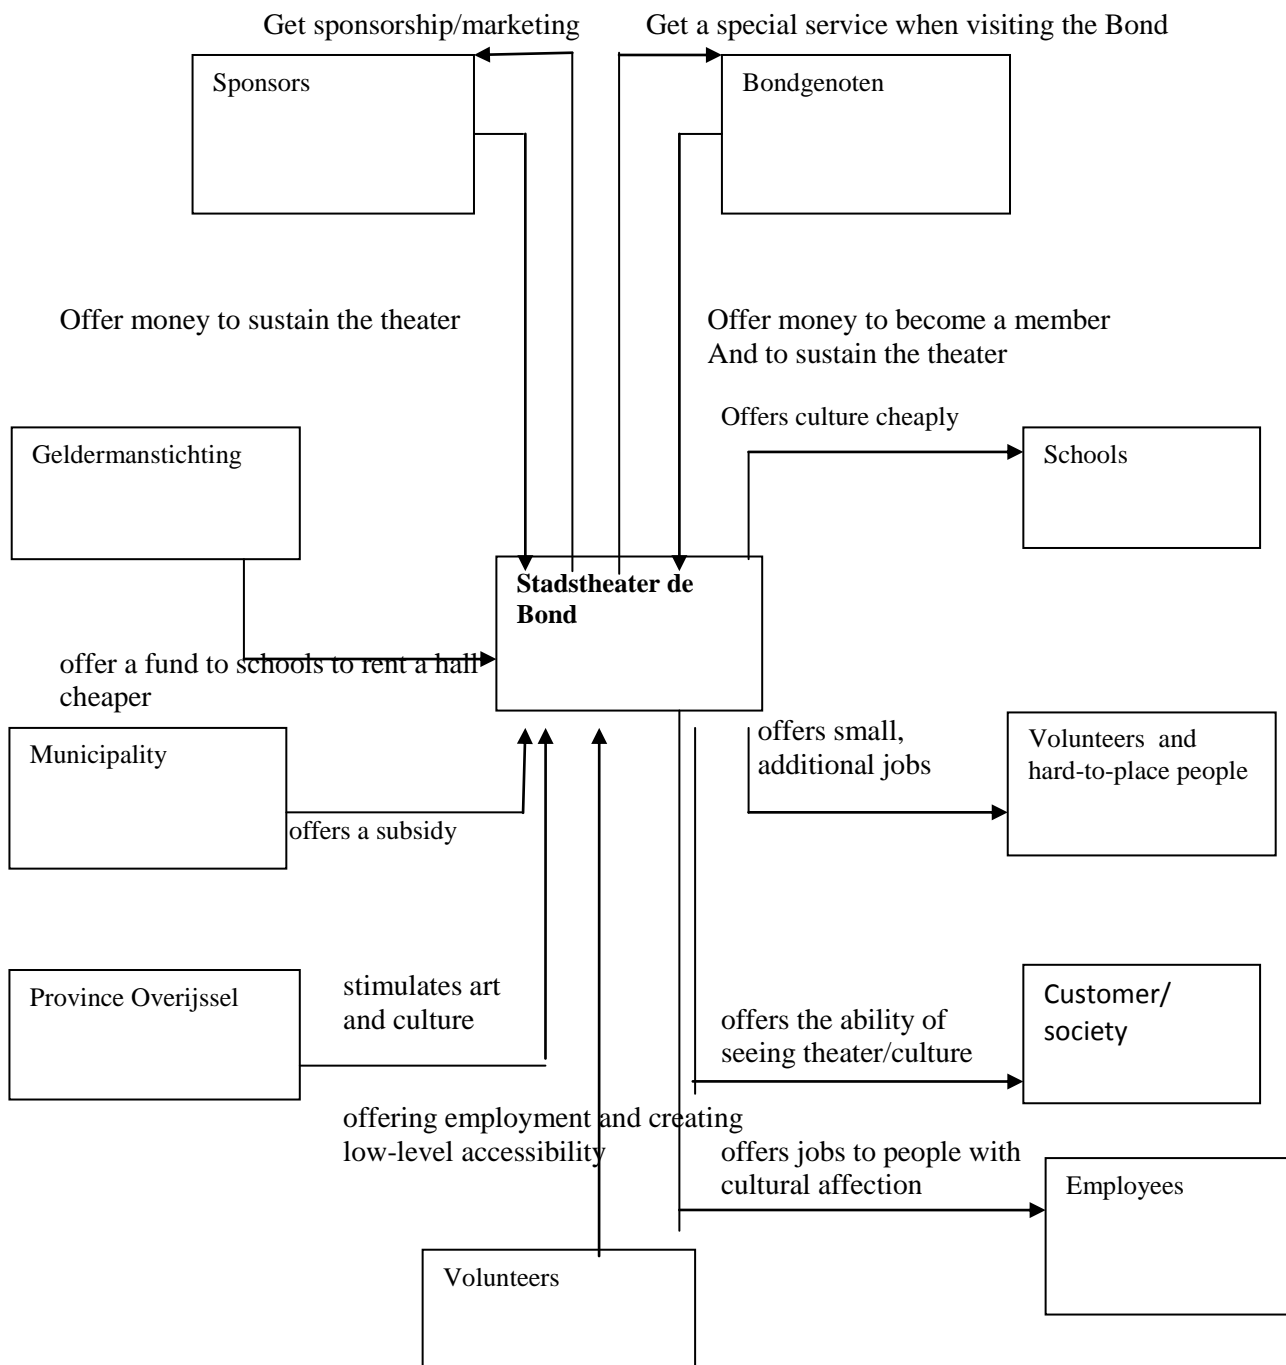 Get sponsorship/marketing
Get a special service when visiting the Bond
Sponsors
Bondgenoten
Offer money to sustain the theater
Offer money to become a member
And to sustain the theater
Offers culture cheaply
Geldermanstichting
Schools
Stadstheater de
Bond
offer a fund to schools to rent a hall
cheaper
Municipality
offers a subsidy
offers small,
additional jobs
Volunteers and
hard-to-place people
Province Overijssel
stimulates art
and culture
offers the ability of
seeing theater/culture
Customer/
society
offering employment and creating
low-level accessibility
offers jobs to people with
cultural affection
Employees
Volunteers